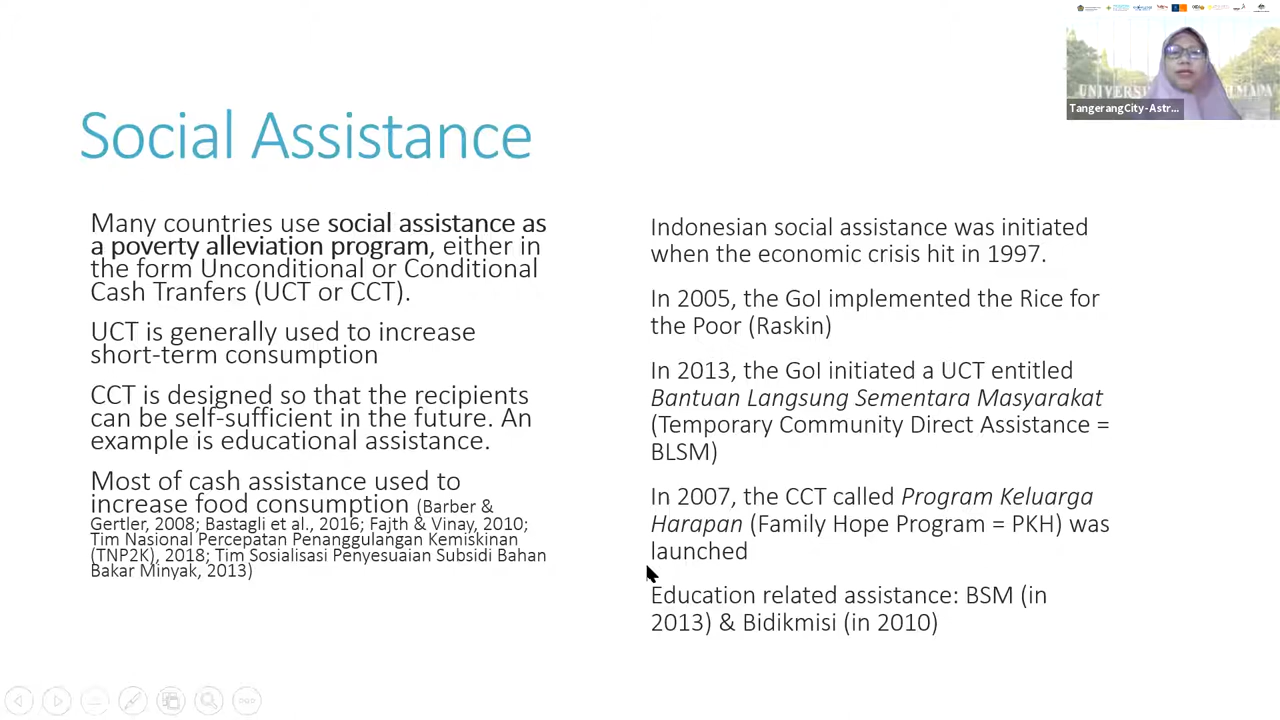 Social Assistance
Many countries use social assistance as
a poverty alleviation program, either in
the form Unconditional or Conditional
Cash Tranfers (UCT or CCT).
UCT is generally used to increase
short-term consumption
CCT is designed so that the recipients
can be self-sufficient in the future. An
example is educational assistance.
Most of cash assistance used to
increase food consumption (Barber &
Gertler, 2008; Bastagli et al., 2016; Fajth & Vinay, 2010;
Tim Nasional Percepatan Penanggulangan Kemiskinan
(TNP2K), 2018; Tim Sosialisasi Penyesuaian Subsidi Bahan
Bakar Minyak, 2013)
Indonesian social assistance was initiated
when the economic crisis hit in 1997.
In 2005, the GoI implemented the Rice for
the Poor (Raskin)
In 2013, the GoI initiated a UCT entitled
Bantuan Langsung Sementara Masyarakat
(Temporary Community Direct Assistance =
BLSM)
In 2007, the CCT called Program Keluarga
Harapan (Family Hope Program = PKH) was
launched
Education related assistance: BSM (in
2013) & Bidikmisi (in 2010)
TangerangCity-Astr...